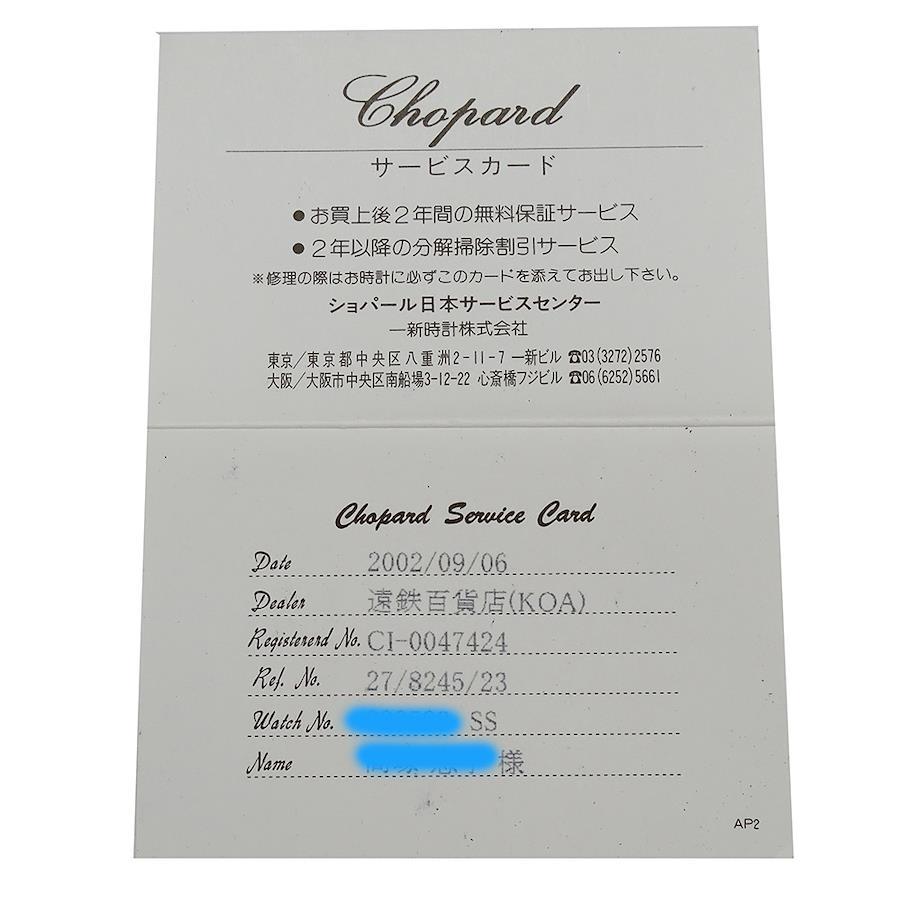 Chopard
サービスカード
●お買上後2年間の無料保証サービス
●2年以降の分解掃除割引サービス
※修理の際はお時計に必ずこのカードを添えてお出し下さい。
ショパール日本サービスセンター
一新時計株式会社
東京/東京都中央区八重洲2-11-7 一新ビル ☎03(3272)2576
大阪/大阪市中央区南船場3-12-22 心斎橋フジビル ☎06(6252)5661
Chopard Service Card
Date 2002/09/06
Dealer 遠鉄百貨店(KOA)
Registererd No. CI-0047424
Ref. No. 27/8245/23
Watch No. SS
Name 様
AP2